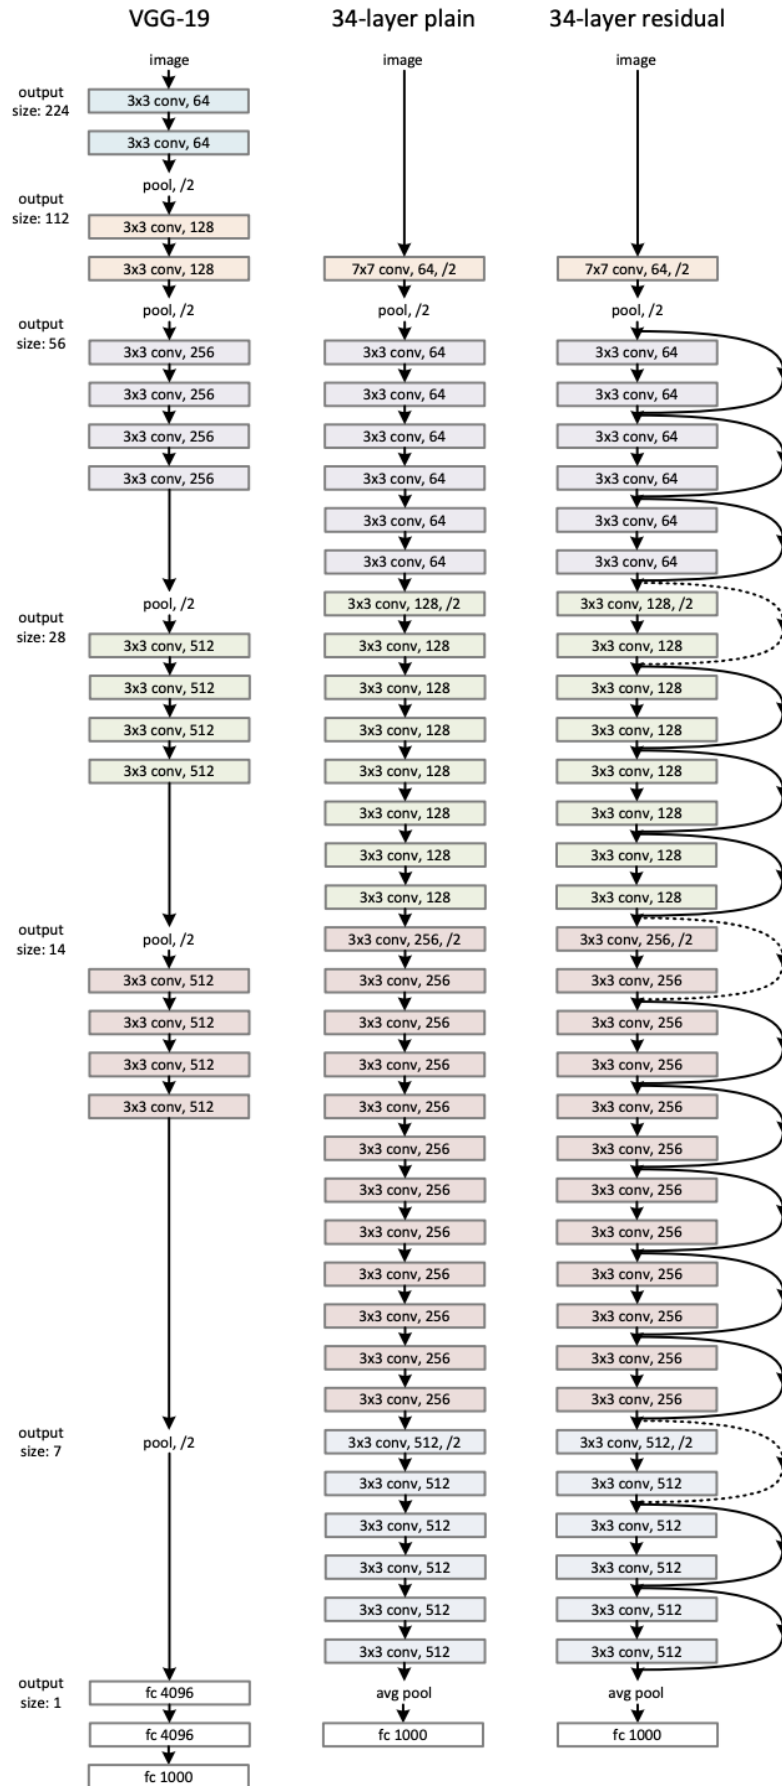 output
size: 224
output
size: 112
output
size: 56
output
size: 28
output
size: 14
output
size: 7
output
size: 1
VGG-19
image
3x3 conv, 64
3x3 conv, 64
pool, /2
3x3 conv, 128
3x3 conv, 128
pool, /2
3x3 conv, 256
3x3 conv, 256
3x3 conv, 256
3x3 conv, 256
pool, /2
3x3 conv, 512
3x3 conv, 512
3x3 conv, 512
3x3 conv, 512
pool, /2
3x3 conv, 512
3x3 conv, 512
3x3 conv, 512
3x3 conv, 512
pool, /2
fc 4096
fc 4096
fc 1000
34-layer plain
image
7x7 conv, 64, /2
pool, /2
3x3 conv, 64
3x3 conv, 64
3x3 conv, 64
3x3 conv, 64
3x3 conv, 64
3x3 conv, 64
3x3 conv, 128, /2
3x3 conv, 128
3x3 conv, 128
3x3 conv, 128
3x3 conv, 128
3x3 conv, 128
3x3 conv, 128
3x3 conv, 128
3x3 conv, 256, /2
3x3 conv, 256
3x3 conv, 256
3x3 conv, 256
3x3 conv, 256
3x3 conv, 256
3x3 conv, 256
3x3 conv, 256
3x3 conv, 256
3x3 conv, 256
3x3 conv, 256
3x3 conv, 256
3x3 conv, 512, /2
3x3 conv, 512
3x3 conv, 512
3x3 conv, 512
3x3 conv, 512
3x3 conv, 512
avg pool
fc 1000
34-layer residual
image
7x7 conv, 64, /2
pool, /2
3x3 conv, 64
3x3 conv, 64
3x3 conv, 64
3x3 conv, 64
3x3 conv, 64
3x3 conv, 64
3x3 conv, 128, /2
3x3 conv, 128
3x3 conv, 128
3x3 conv, 128
3x3 conv, 128
3x3 conv, 128
3x3 conv, 128
3x3 conv, 128
3x3 conv, 256, /2
3x3 conv, 256
3x3 conv, 256
3x3 conv, 256
3x3 conv, 256
3x3 conv, 256
3x3 conv, 256
3x3 conv, 256
3x3 conv, 256
3x3 conv, 256
3x3 conv, 256
3x3 conv, 256
3x3 conv, 512, /2
3x3 conv, 512
3x3 conv, 512
3x3 conv, 512
3x3 conv, 512
3x3 conv, 512
avg pool
fc 1000